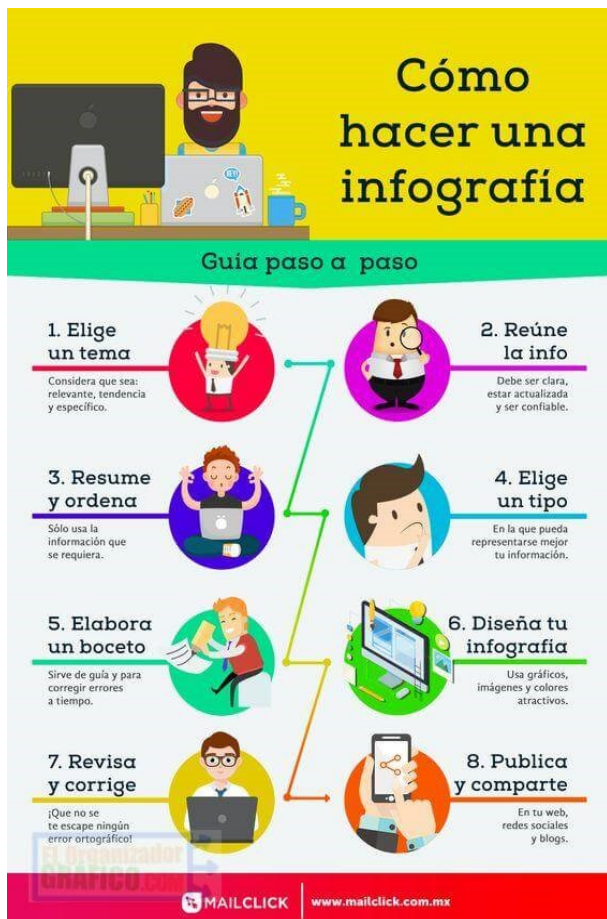 Cómo
hacer una
infografía
Guía paso a paso
1. Elige
un tema
Considera que sea:
relevante, tendencia
y específico.
2. Reúne
la info
Debe ser clara,
estar actualizada
y ser confiable.
3. Resume
y ordena
Sólo usa la
información que
se requiera.
4. Elige
un tipo
En la que pueda
representarse mejor
tu información.
5. Elabora
un boceto
Sirve de guía y para
corregir errores
a tiempo.
6. Diseña tu
infografía
Usa gráficos,
imágenes y colores
atractivos.
7. Revisa
y corrige
¡Que no se
te escape ningún
error ortográfico!
8. Publica
y comparte
En tu web,
redes sociales
y blogs.
El Organizador
GRÁFICO.COM
MAILCLICK
www.mailclick.com.mx